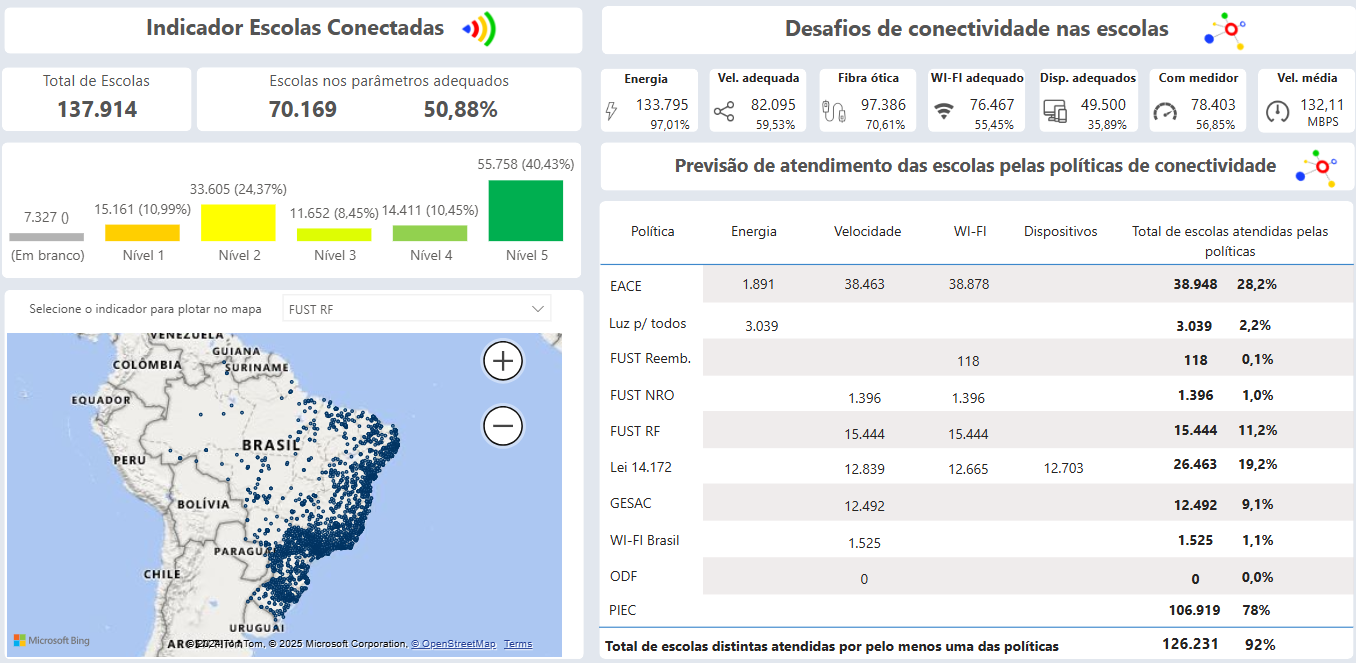 Indicador Escolas Conectadas
Total de Escolas
137.914
Escolas nos parâmetros adequados
70.169 50,88%
7.327 ()
15.161 (10,99%)
33.605 (24,37%)
11.652 (8,45%)
14.411 (10,45%)
55.758 (40,43%)
(Em branco) Nível 1 Nível 2 Nível 3 Nível 4 Nível 5
Selecione o indicador para plotar no mapa FUST RF
VENEZUELA
GUIANA
COLÔMBIA
SURINAME
EQUADOR
BRASIL
PERU
BOLÍVIA
CHILE
URUGUAI
Microsoft Bing
© 2025 Microsoft Corporation, © OpenStreetMap Terms
Desafios de conectividade nas escolas
Energia
133.795
97,01%
Vel. adequada
82.095
59,53%
Fibra ótica
97.386
70,61%
WI-FI adequado
76.467
55,45%
Disp. adequados
49.500
35,89%
Com medidor
78.403
56,85%
Vel. média
132,11
MBPS
Previsão de atendimento das escolas pelas políticas de conectividade
Política Energia Velocidade WI-FI Dispositivos Total de escolas atendidas pelas
políticas
EACE 1.891 38.463 38.878 38.948 28,2%
Luz p/ todos 3.039 3.039 2,2%
FUST Reemb. 118 118 0,1%
FUST NRO 1.396 1.396 1.396 1,0%
FUST RF 15.444 15.444 15.444 11,2%
Lei 14.172 12.839 12.665 12.703 26.463 19,2%
GESAC 12.492 12.492 9,1%
WI-FI Brasil 1.525 1.525 1,1%
ODF 0 0 0,0%
PIEC 106.919 78%
Total de escolas distintas atendidas por pelo menos uma das políticas 126.231 92%